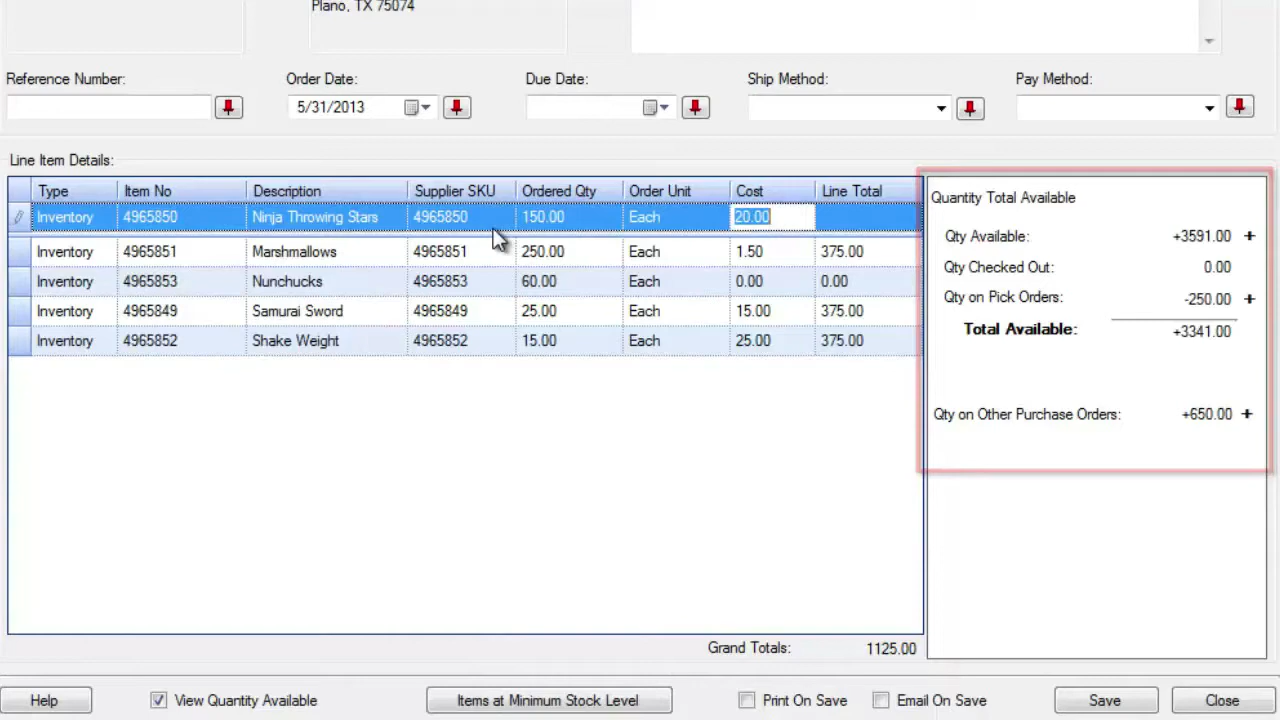 Plano, TX 75074
Reference Number: Order Date: Due Date: Ship Method: Pay Method:
5/31/2013
Line Item Details:
Type Item No Description Supplier SKU Ordered Qty Order Unit Cost Line Total
Inventory 4965850 Ninja Throwing Stars 4965850 150.00 Each 20.00
Inventory 4965851 Marshmallows 4965851 250.00 Each 1.50 375.00
Inventory 4965853 Nunchucks 4965853 60.00 Each 0.00 0.00
Inventory 4965849 Samurai Sword 4965849 25.00 Each 15.00 375.00
Inventory 4965852 Shake Weight 4965852 15.00 Each 25.00 375.00
Quantity Total Available
Qty Available: +3591.00 +
Qty Checked Out: 0.00
Qty on Pick Orders: -250.00 +
Total Available: +3341.00
Qty on Other Purchase Orders: +650.00 +
Grand Totals: 1125.00
Help View Quantity Available Items at Minimum Stock Level Print On Save Email On Save Save Close